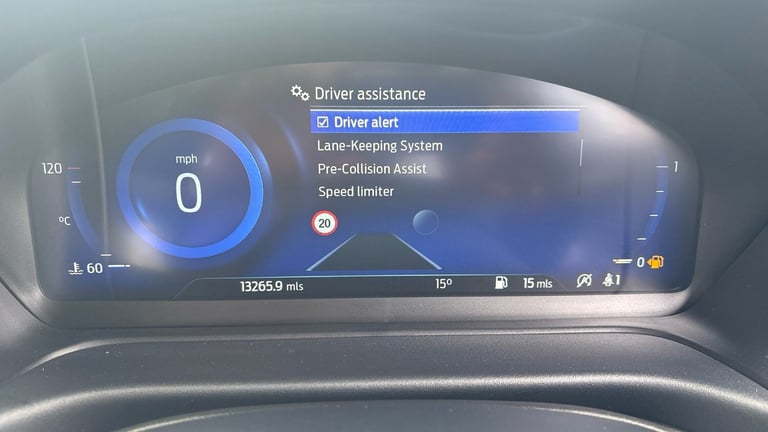 Driver assistance
Driver alert
Lane-Keeping System
Pre-Collision Assist
Speed limiter
mph
0
120
°C
60
20
1
0
13265.9 mls
15°
15 mls
1